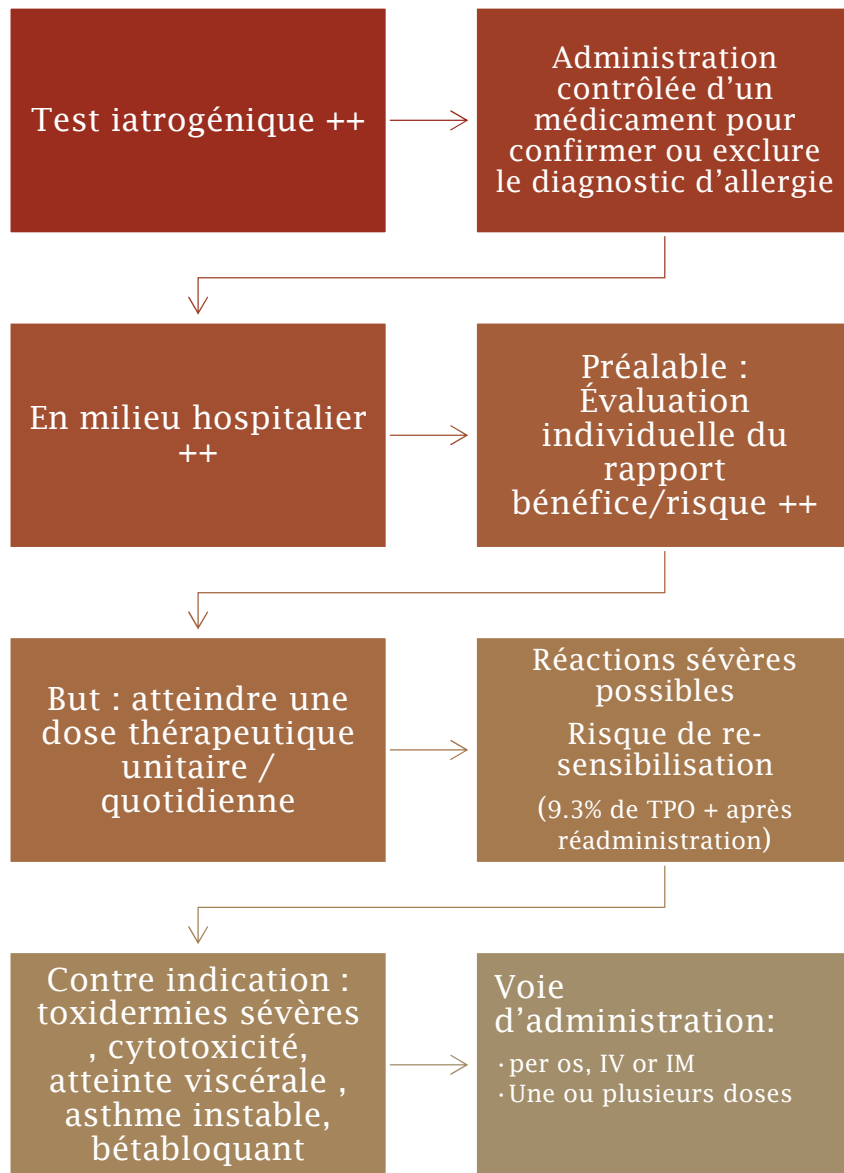 Test iatrogénique ++
Administration
contrôlée d’un
médicament pour
confirmer ou exclure
le diagnostic d’allergie
En milieu hospitalier
++
Préalable :
Évaluation
individuelle du
rapport
bénéfice/risque ++
But : atteindre une
dose thérapeutique
unitaire /
quotidienne
Réactions sévères
possibles
Risque de re-
sensibilisation
(9.3% de TPO + après
réadministration)
Contre indication :
toxidermies sévères
, cytotoxicité,
atteinte viscérale ,
asthme instable,
bétabloquant
Voie
d’administration:
· per os, IV or IM
· Une ou plusieurs doses